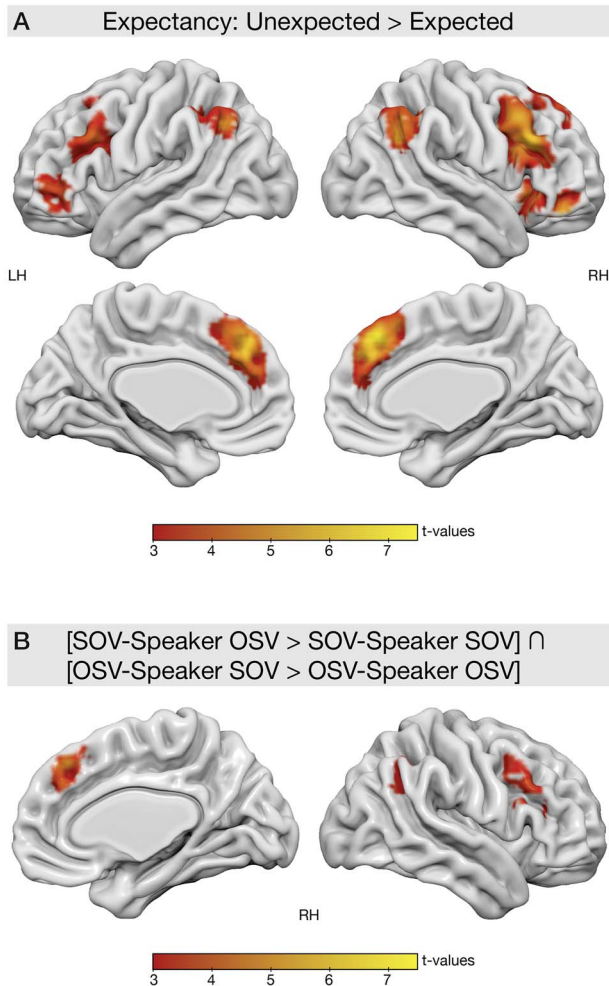 A Expectancy: Unexpected > Expected
LH RH
t-values
3 4 5 6 7
B [SOV-Speaker OSV > SOV-Speaker SOV] ∩
[OSV-Speaker SOV > OSV-Speaker OSV]
RH
t-values
3 4 5 6 7